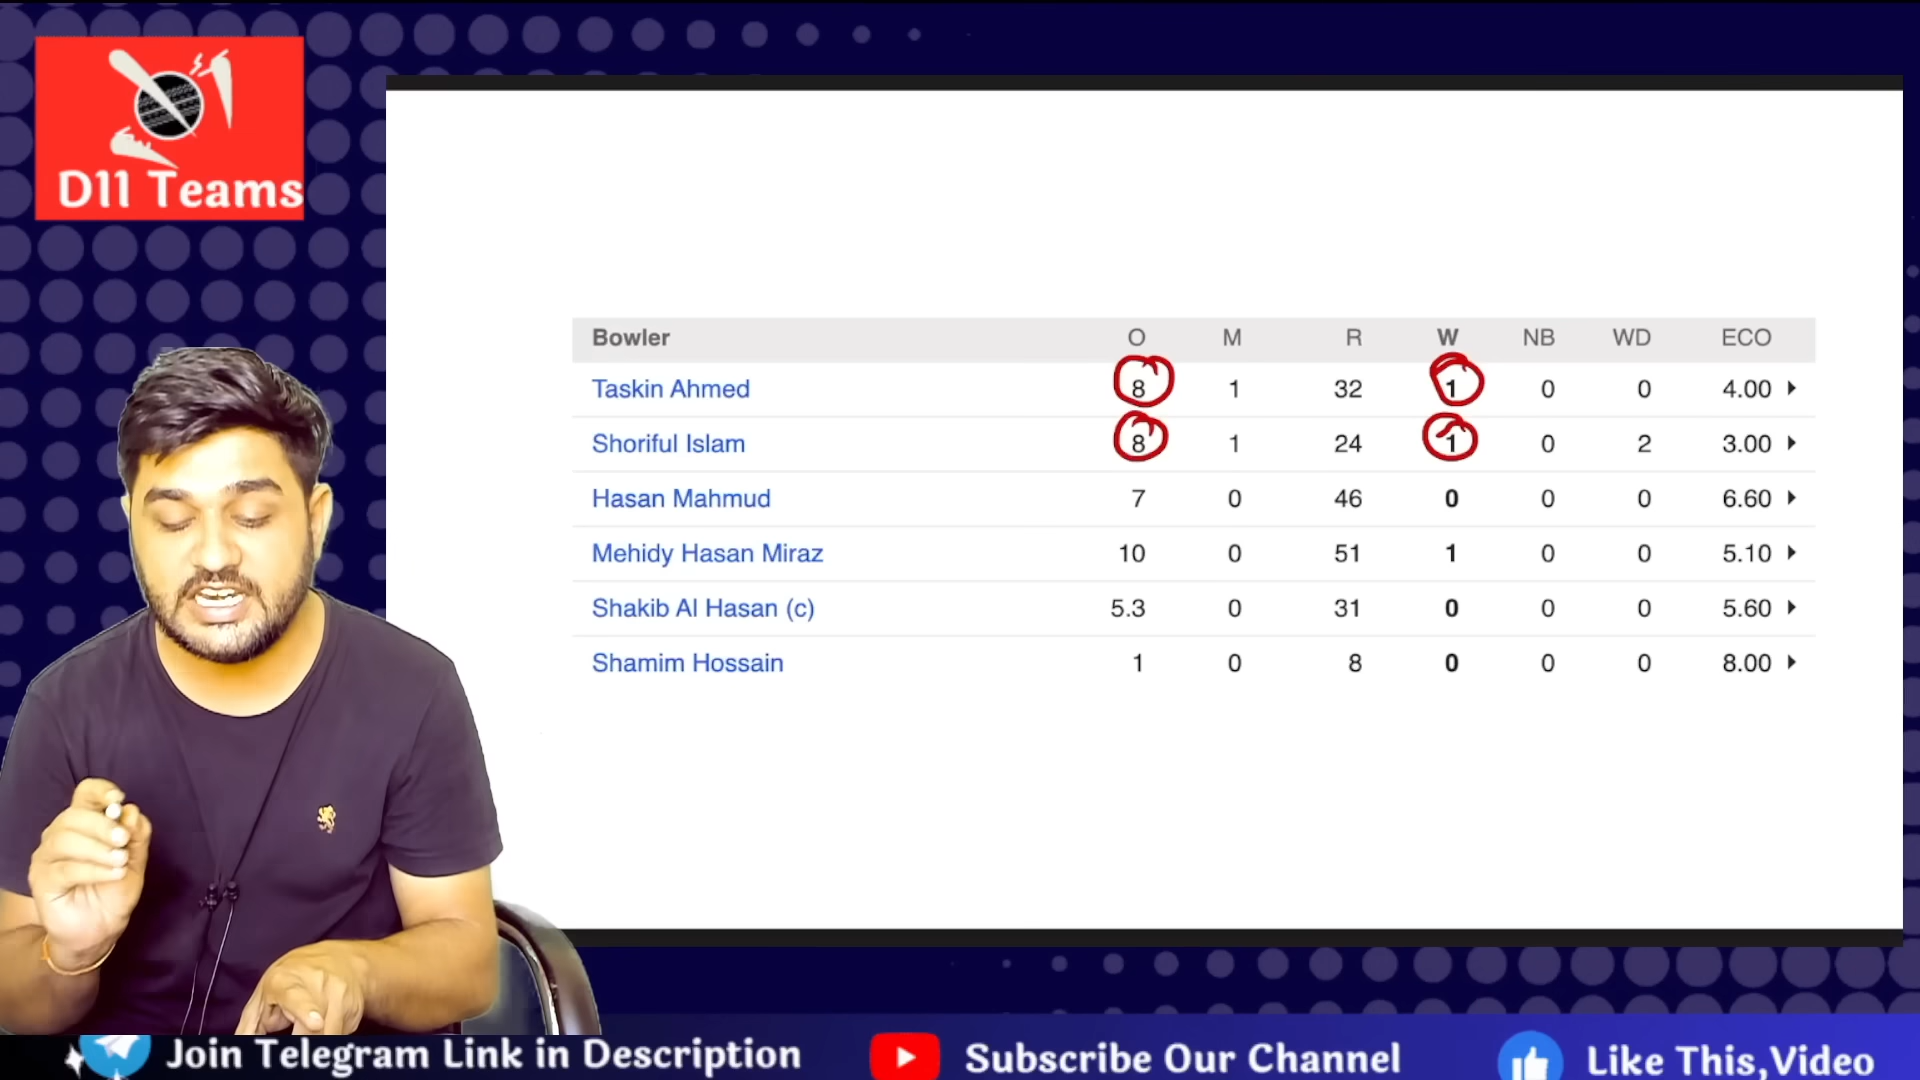 D11 Teams
Bowler O M R W NB WD ECO
Taskin Ahmed 8 1 32 1 0 0 4.00
Shoriful Islam 8 1 24 1 0 2 3.00
Hasan Mahmud 7 0 46 0 0 0 6.60
Mehidy Hasan Miraz 10 0 51 1 0 0 5.10
Shakib Al Hasan (c) 5.3 0 31 0 0 0 5.60
Shamim Hossain 1 0 8 0 0 0 8.00
Join Telegram Link in Description Subscribe Our Channel Like This,Video